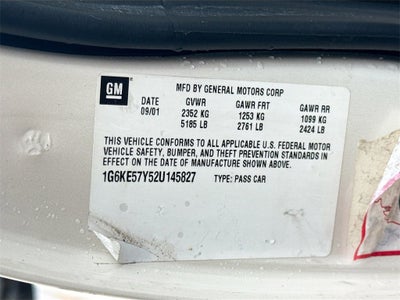 GM
MFD BY GENERAL MOTORS CORP
DATE GVWR GAWR FRT GAWR RR
09/01 2352 KG 1253 KG 1099 KG
5185 LB 2761 LB 2424 LB
THIS VEHICLE CONFORMS TO ALL APPLICABLE U.S. FEDERAL MOTOR
VEHICLE SAFETY, BUMPER, AND THEFT PREVENTION STANDARDS IN
EFFECT ON THE DATE OF MANUFACTURE SHOWN ABOVE.
1G6KE57Y52U145827 TYPE: PASS CAR